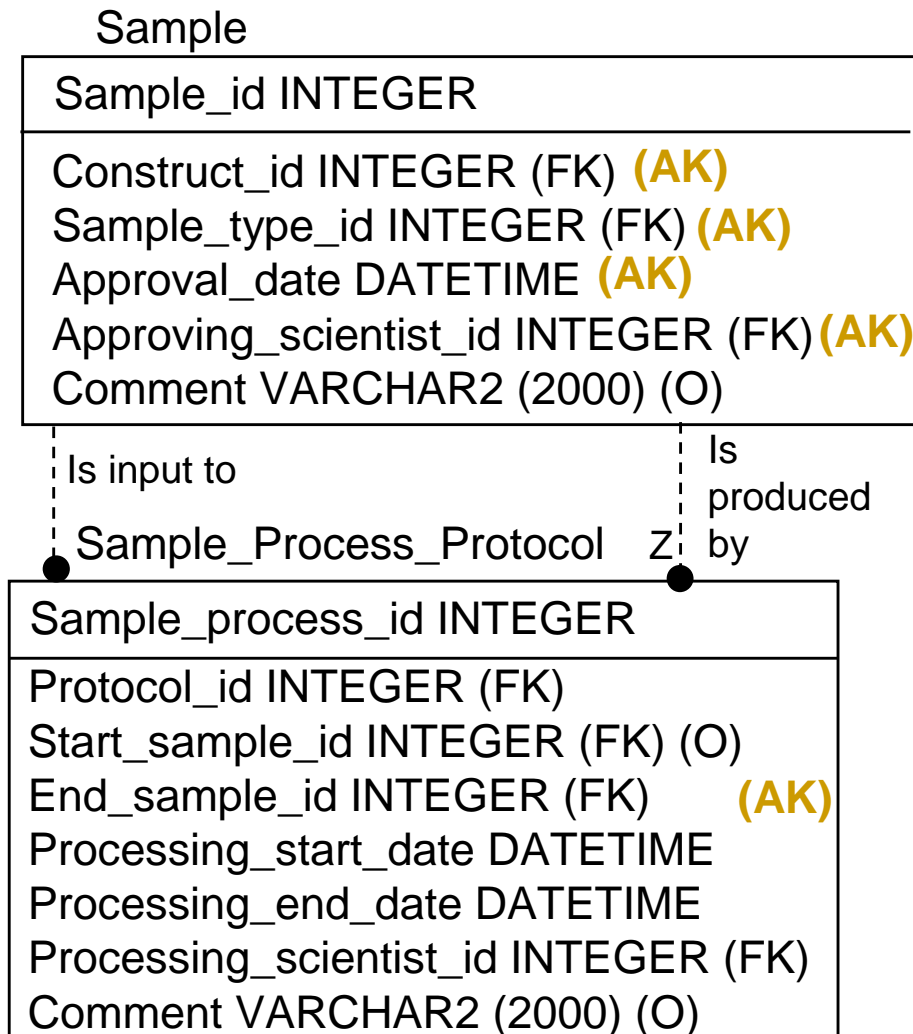 Sample
Sample_id INTEGER
Construct_id INTEGER (FK) (AK)
Sample_type_id INTEGER (FK) (AK)
Approval_date DATETIME (AK)
Approving_scientist_id INTEGER (FK) (AK)
Comment VARCHAR2 (2000) (O)
Is input to
Is
produced
by
Z
Sample_Process_Protocol
Sample_process_id INTEGER
Protocol_id INTEGER (FK)
Start_sample_id INTEGER (FK) (O)
End_sample_id INTEGER (FK) (AK)
Processing_start_date DATETIME
Processing_end_date DATETIME
Processing_scientist_id INTEGER (FK)
Comment VARCHAR2 (2000) (O)